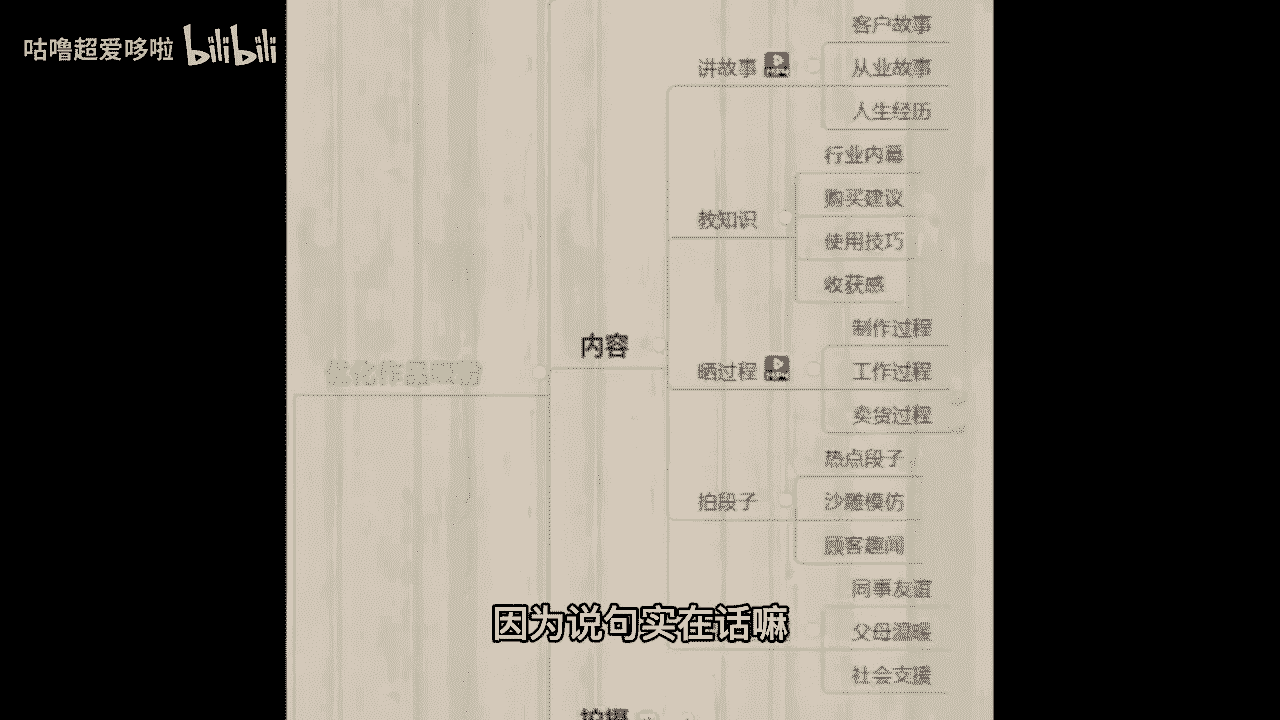 咕噜超爱哆啦 bilibili
客户故事
讲故事
从业故事
人生经历
行业内幕
购买建议
教知识
使用技巧
收获感
制作过程
内容
晒过程
工作过程
卖货过程
热点段子
拍段子
沙雕模仿
顾客趣闻
同事友谊
因为说句实在话嘛
父母温暖
社会支援
拍摄